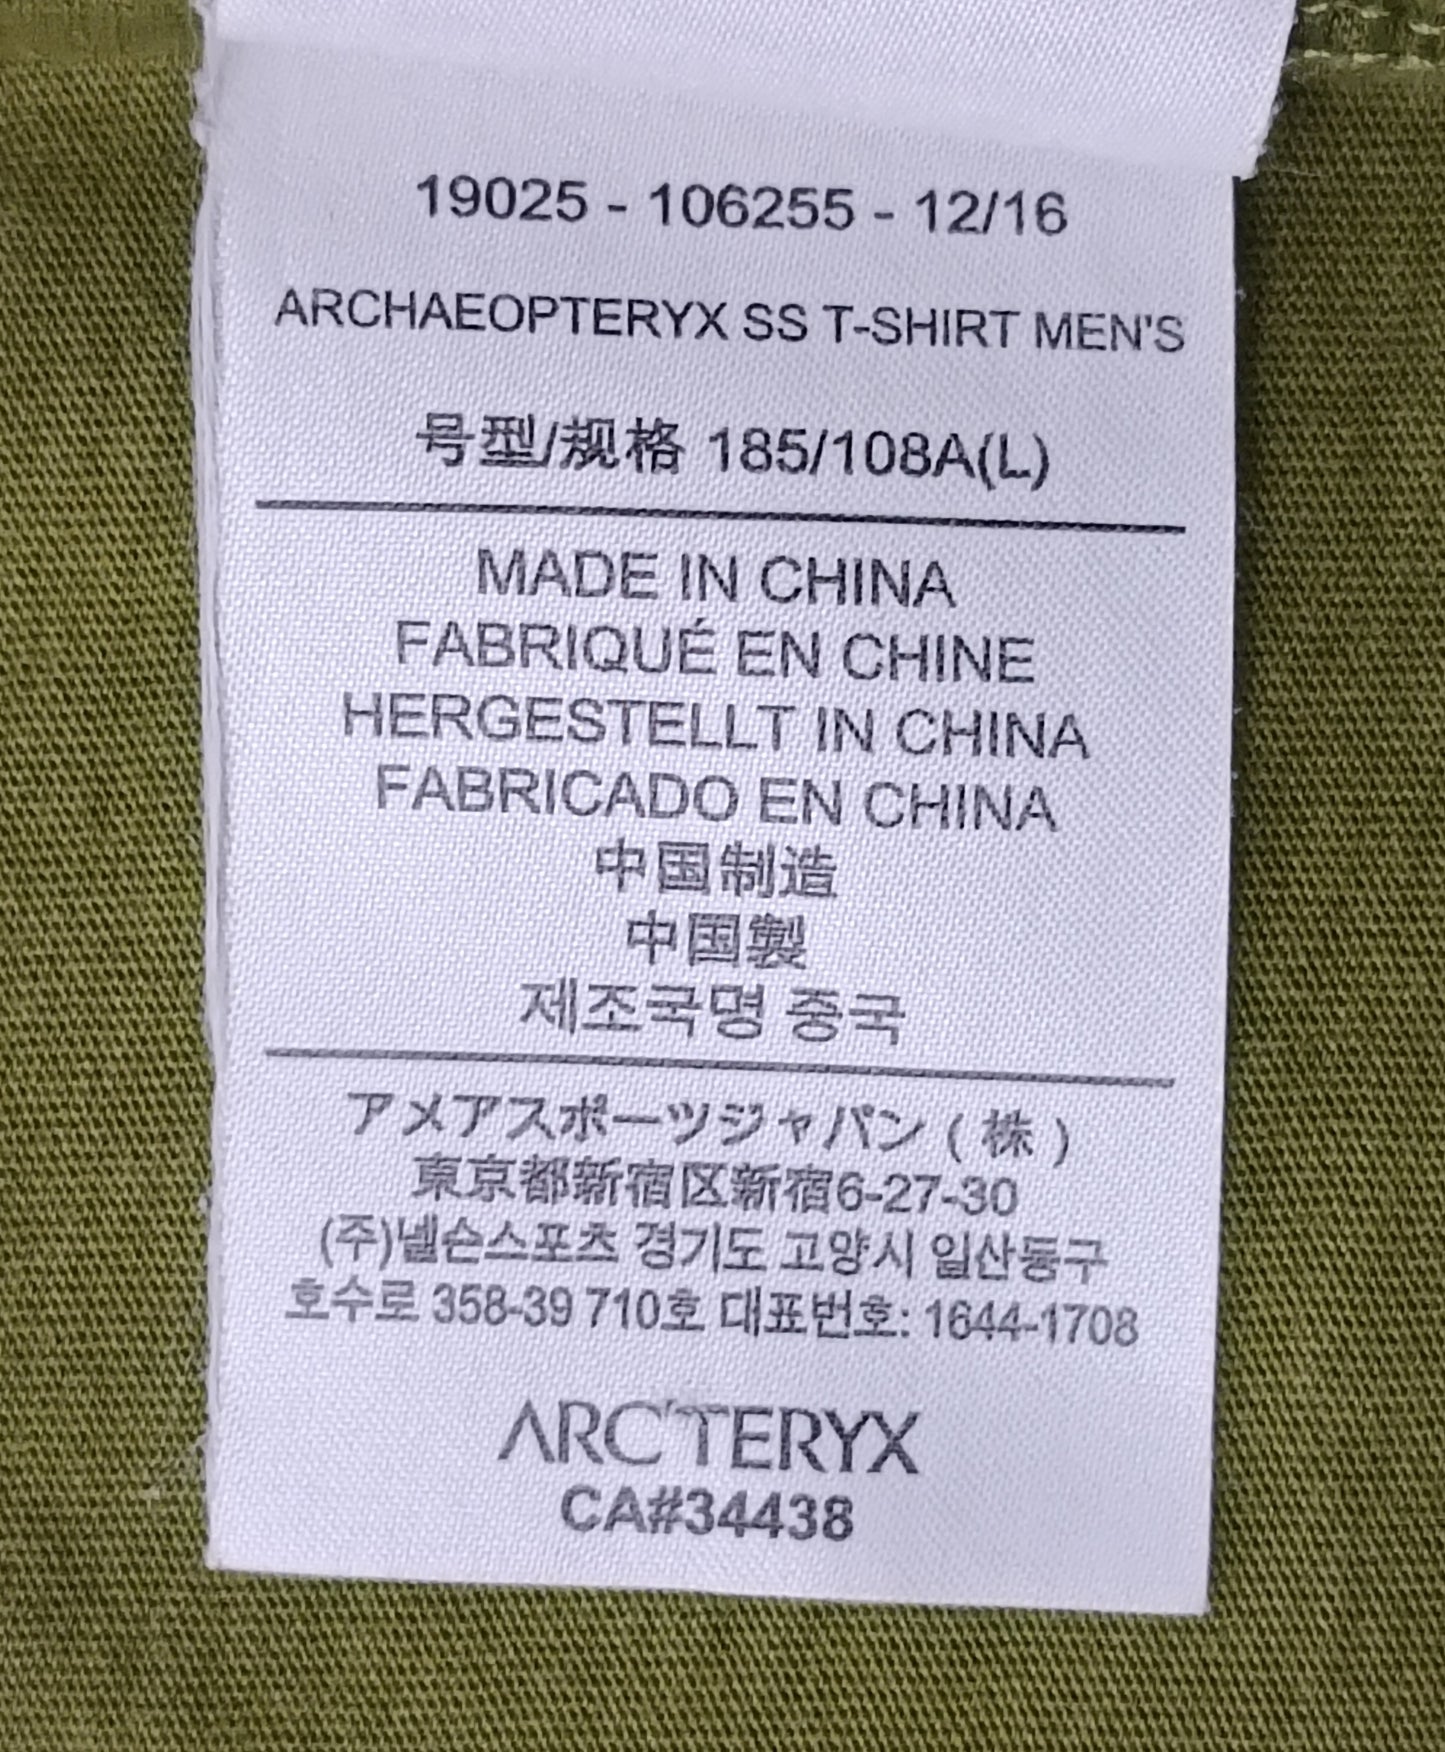 19025 - 106255 - 12/16
ARCHAEOPTERYX SS T-SHIRT MEN'S
号型/规格 185/108A(L)
MADE IN CHINA
FABRIQUÉ EN CHINE
HERGESTELLT IN CHINA
FABRICADO EN CHINA
中国制造
中国製
제조국명 중국
アメアスポーツジャパン ( 株 )
東京都新宿区新宿6-27-30
(주)넬슨스포츠 경기도 고양시 일산동구
호수로 358-39 710호 대표번호: 1644-1708
ARC'TERYX
CA#34438